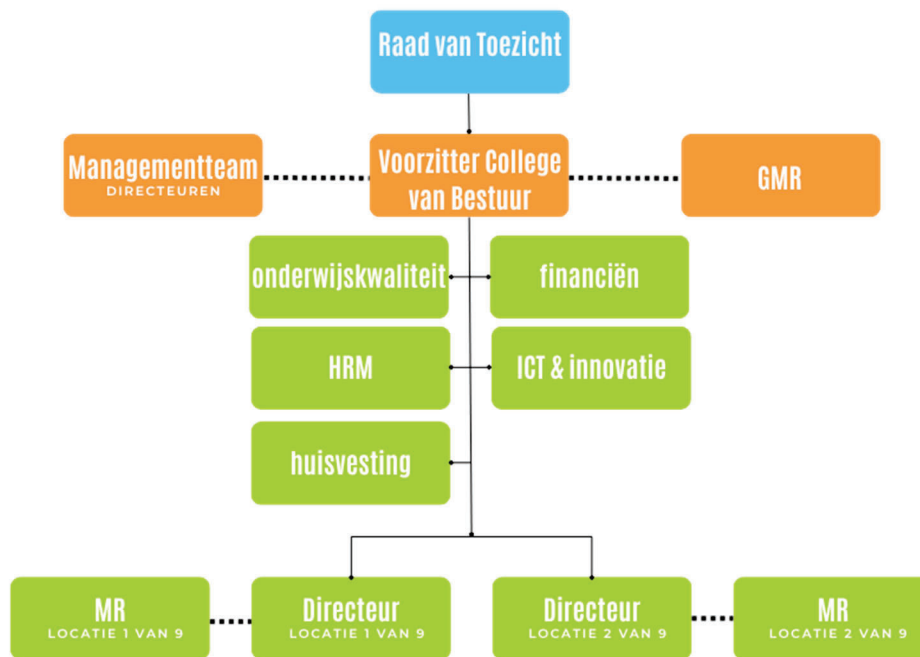 Raad van Toezicht
Managementteam
DIRECTEUREN
Voorzitter College
van Bestuur
GMR
onderwijskwaliteit
financiën
HRM
ICT & innovatie
huisvesting
MR
LOCATIE 1 VAN 9
Directeur
LOCATIE 1 VAN 9
Directeur
LOCATIE 2 VAN 9
MR
LOCATIE 2 VAN 9